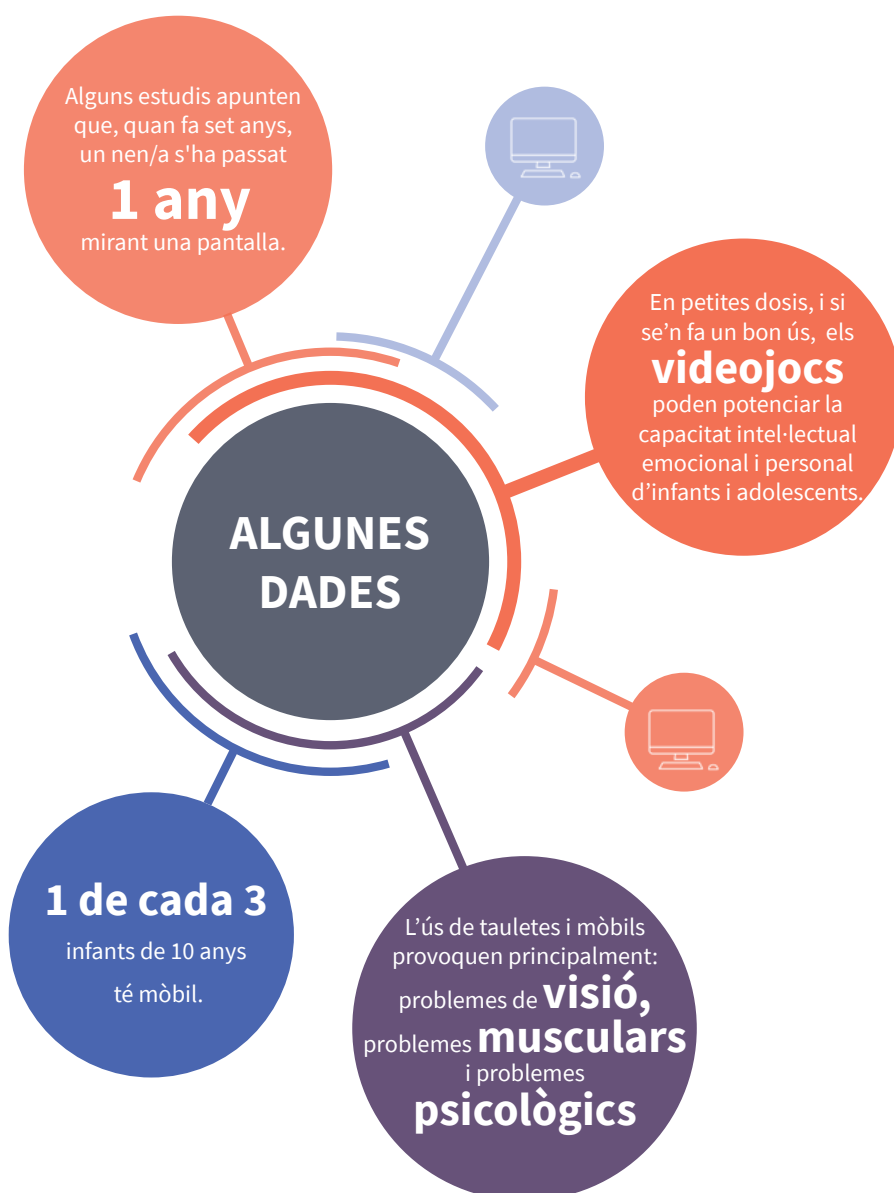 Alguns estudis apunten
que, quan fa set anys,
un nen/a s'ha passat
1 any
mirant una pantalla.
En petites dosis, i si
se’n fa un bon ús, els
videojocs
poden potenciar la
capacitat intel·lectual
emocional i personal
d’infants i adolescents.
ALGUNES
DADES
1 de cada 3
infants de 10 anys
té mòbil.
L’ús de tauletes i mòbils
provoquen principalment:
problemes de visió,
problemes musculars
i problemes
psicològics